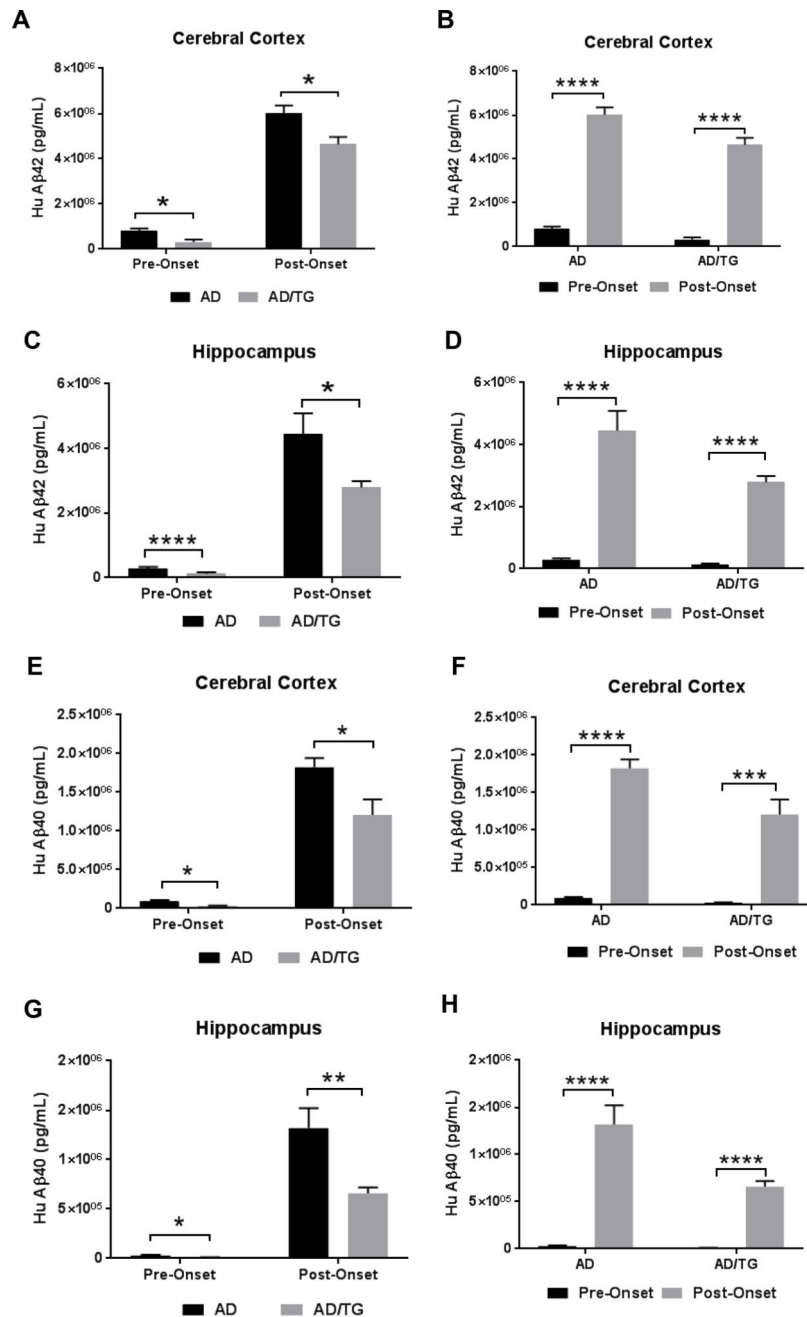 A
Cerebral Cortex
Hu Aβ42 (pg/mL)
8×10⁰⁶
6×10⁰⁶
4×10⁰⁶
2×10⁰⁶
0
*
*
Pre-Onset Post-Onset
AD AD/TG
B
Cerebral Cortex
Hu Aβ42 (pg/mL)
8×10⁰⁶
6×10⁰⁶
4×10⁰⁶
2×10⁰⁶
0
****
****
AD AD/TG
Pre-Onset Post-Onset
C
Hippocampus
Hu Aβ42 (pg/mL)
6×10⁰⁶
4×10⁰⁶
2×10⁰⁶
0
****
*
Pre-Onset Post-Onset
AD AD/TG
D
Hippocampus
Hu Aβ42 (pg/mL)
6×10⁰⁶
4×10⁰⁶
2×10⁰⁶
0
****
****
AD AD/TG
Pre-Onset Post-Onset
E
Cerebral Cortex
Hu Aβ40 (pg/mL)
2.5×10⁰⁶
2.0×10⁰⁶
1.5×10⁰⁶
1.0×10⁰⁶
5.0×10⁰⁵
0
*
*
Pre-Onset Post-Onset
AD AD/TG
F
Cerebral Cortex
Hu Aβ40 (pg/mL)
2.5×10⁰⁶
2.0×10⁰⁶
1.5×10⁰⁶
1.0×10⁰⁶
5.0×10⁰⁵
0
****
***
AD AD/TG
Pre-Onset Post-Onset
G
Hippocampus
Hu Aβ40 (pg/mL)
2×10⁰⁶
2×10⁰⁶
1×10⁰⁶
5×10⁰⁵
0
*
**
Pre-Onset Post-Onset
AD AD/TG
H
Hippocampus
Hu Aβ40 (pg/mL)
2×10⁰⁶
2×10⁰⁶
1×10⁰⁶
5×10⁰⁵
0
****
****
AD AD/TG
Pre-Onset Post-Onset